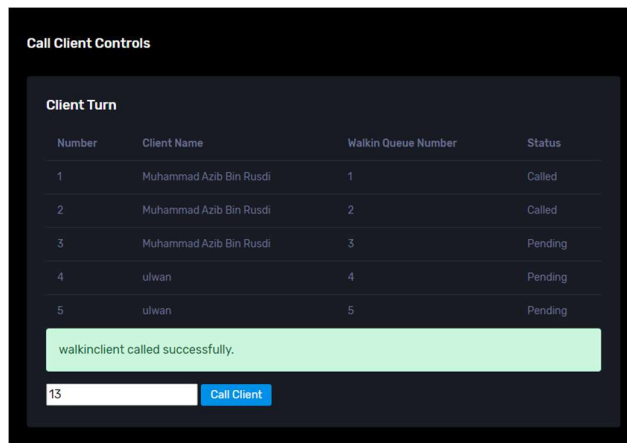 Call Client Controls
Client Turn
Number Client Name Walkin Queue Number Status
1 Muhammad Azib Bin Rusdi 1 Called
2 Muhammad Azib Bin Rusdi 2 Called
3 Muhammad Azib Bin Rusdi 3 Pending
4 ulwan 4 Pending
5 ulwan 5 Pending
walkinclient called successfully.
13 Call Client